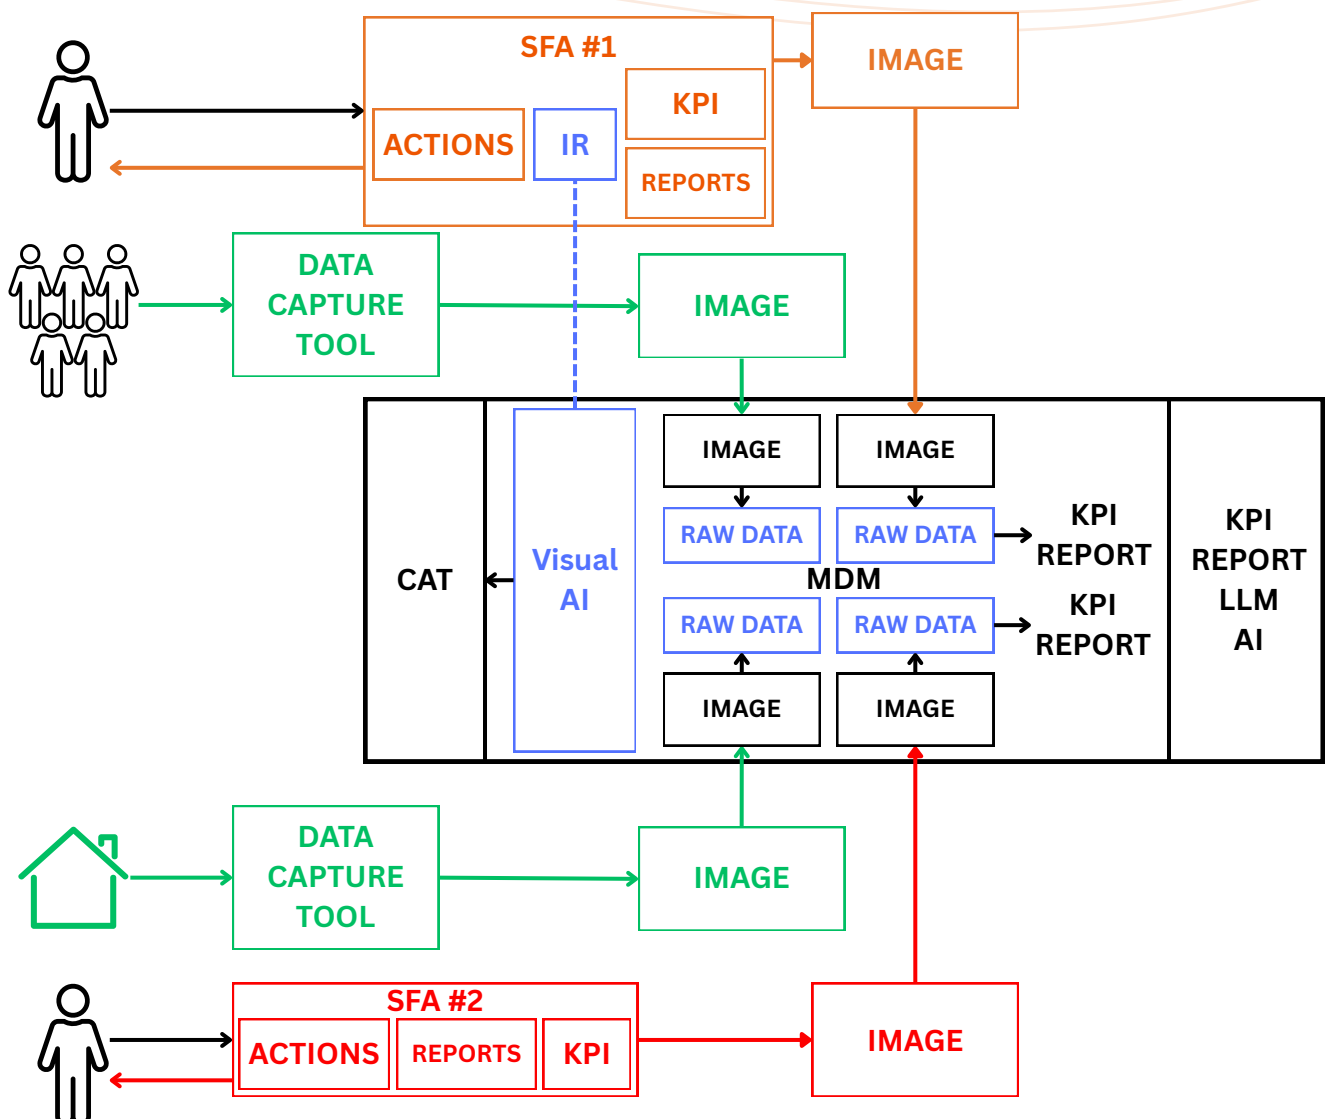 SFA #1
IMAGE
KPI
ACTIONS
IR
REPORTS
DATA
CAPTURE
TOOL
IMAGE
IMAGE
IMAGE
RAW DATA
RAW DATA
KPI
REPORT
CAT
Visual
AI
MDM
RAW DATA
RAW DATA
KPI
REPORT
IMAGE
IMAGE
KPI
REPORT
LLM
AI
DATA
CAPTURE
TOOL
IMAGE
SFA #2
ACTIONS
REPORTS
KPI
IMAGE